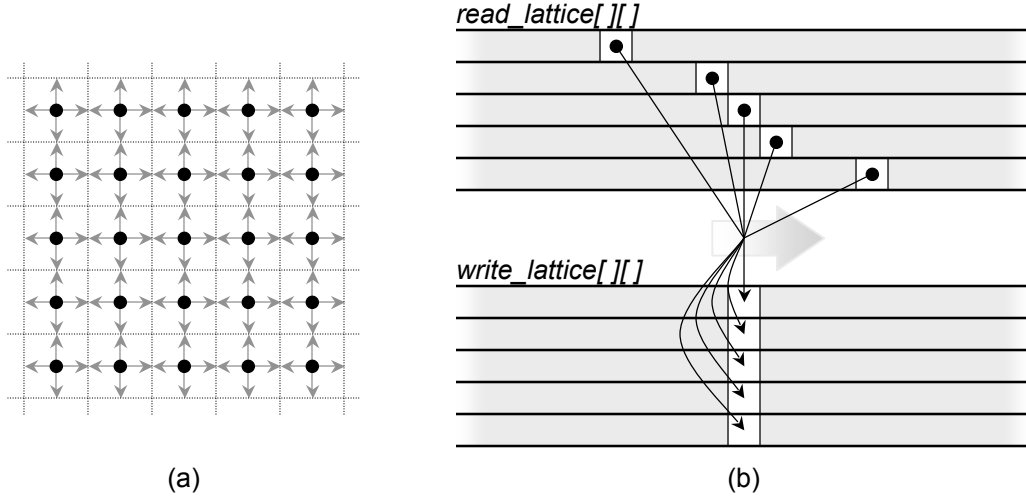 read_lattice[ ][ ]
write_lattice[ ][ ]
(a)
(b)